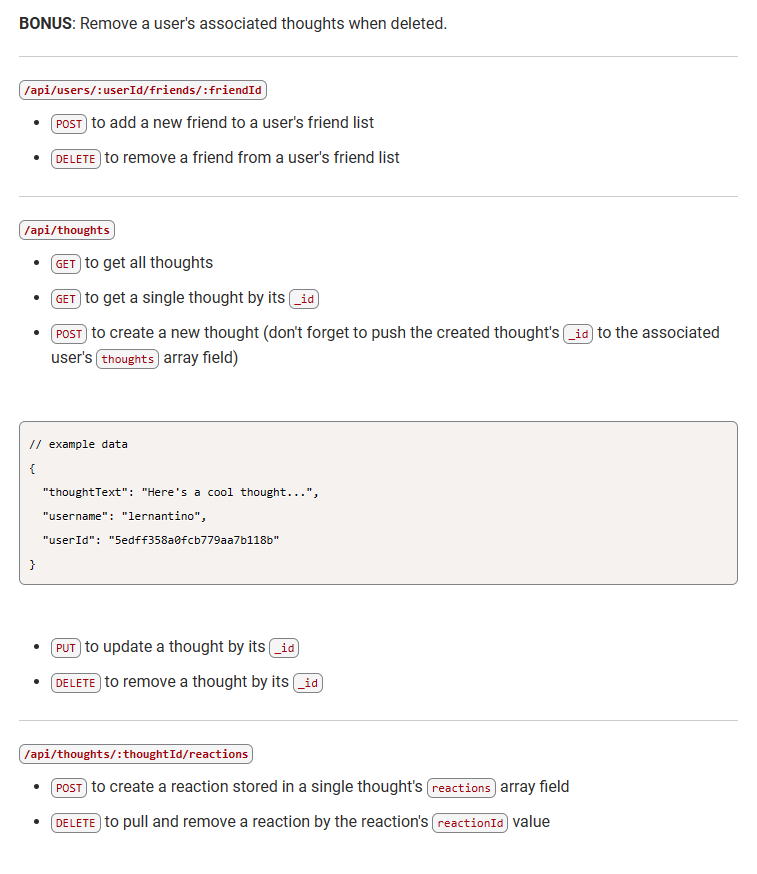 BONUS: Remove a user's associated thoughts when deleted.
/api/users/:userId/friends/:friendId
• POST to add a new friend to a user's friend list
• DELETE to remove a friend from a user's friend list
/api/thoughts
• GET to get all thoughts
• GET to get a single thought by its _id
• POST to create a new thought (don't forget to push the created thought's _id to the associated
user's thoughts array field)
// example data
{
  "thoughtText": "Here's a cool thought...",
  "username": "lernantino",
  "userId": "5edff358a0fcb779aa7b118b"
}
• PUT to update a thought by its _id
• DELETE to remove a thought by its _id
/api/thoughts/:thoughtId/reactions
• POST to create a reaction stored in a single thought's reactions array field
• DELETE to pull and remove a reaction by the reaction's reactionId value